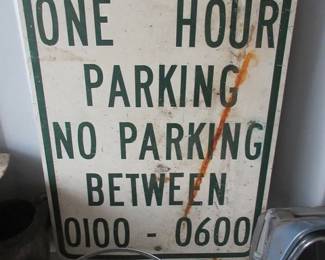 ONE HOUR
PARKING
NO PARKING
BETWEEN
0100 - 0600